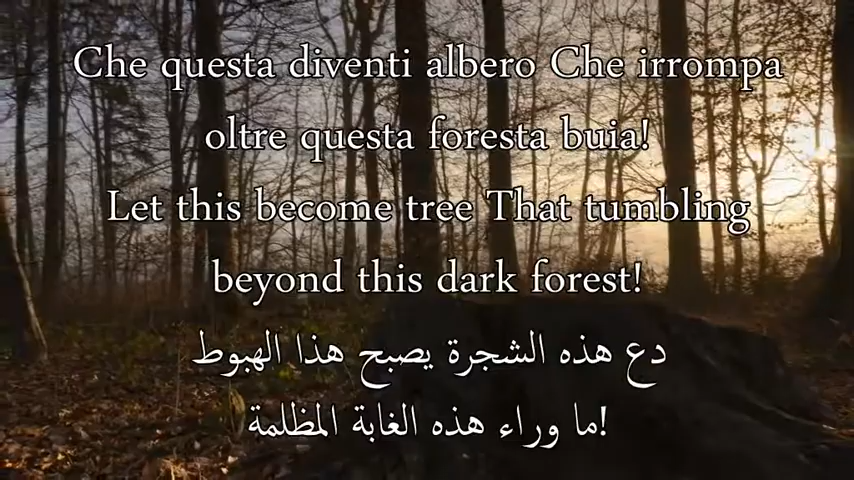 Che questa diventi albero Che irrompa
oltre questa foresta buia!
Let this become tree That tumbling
beyond this dark forest!
دع هذه الشجرة يصبح هذا الهبوط
ما وراء هذه الغابة المظلمة!